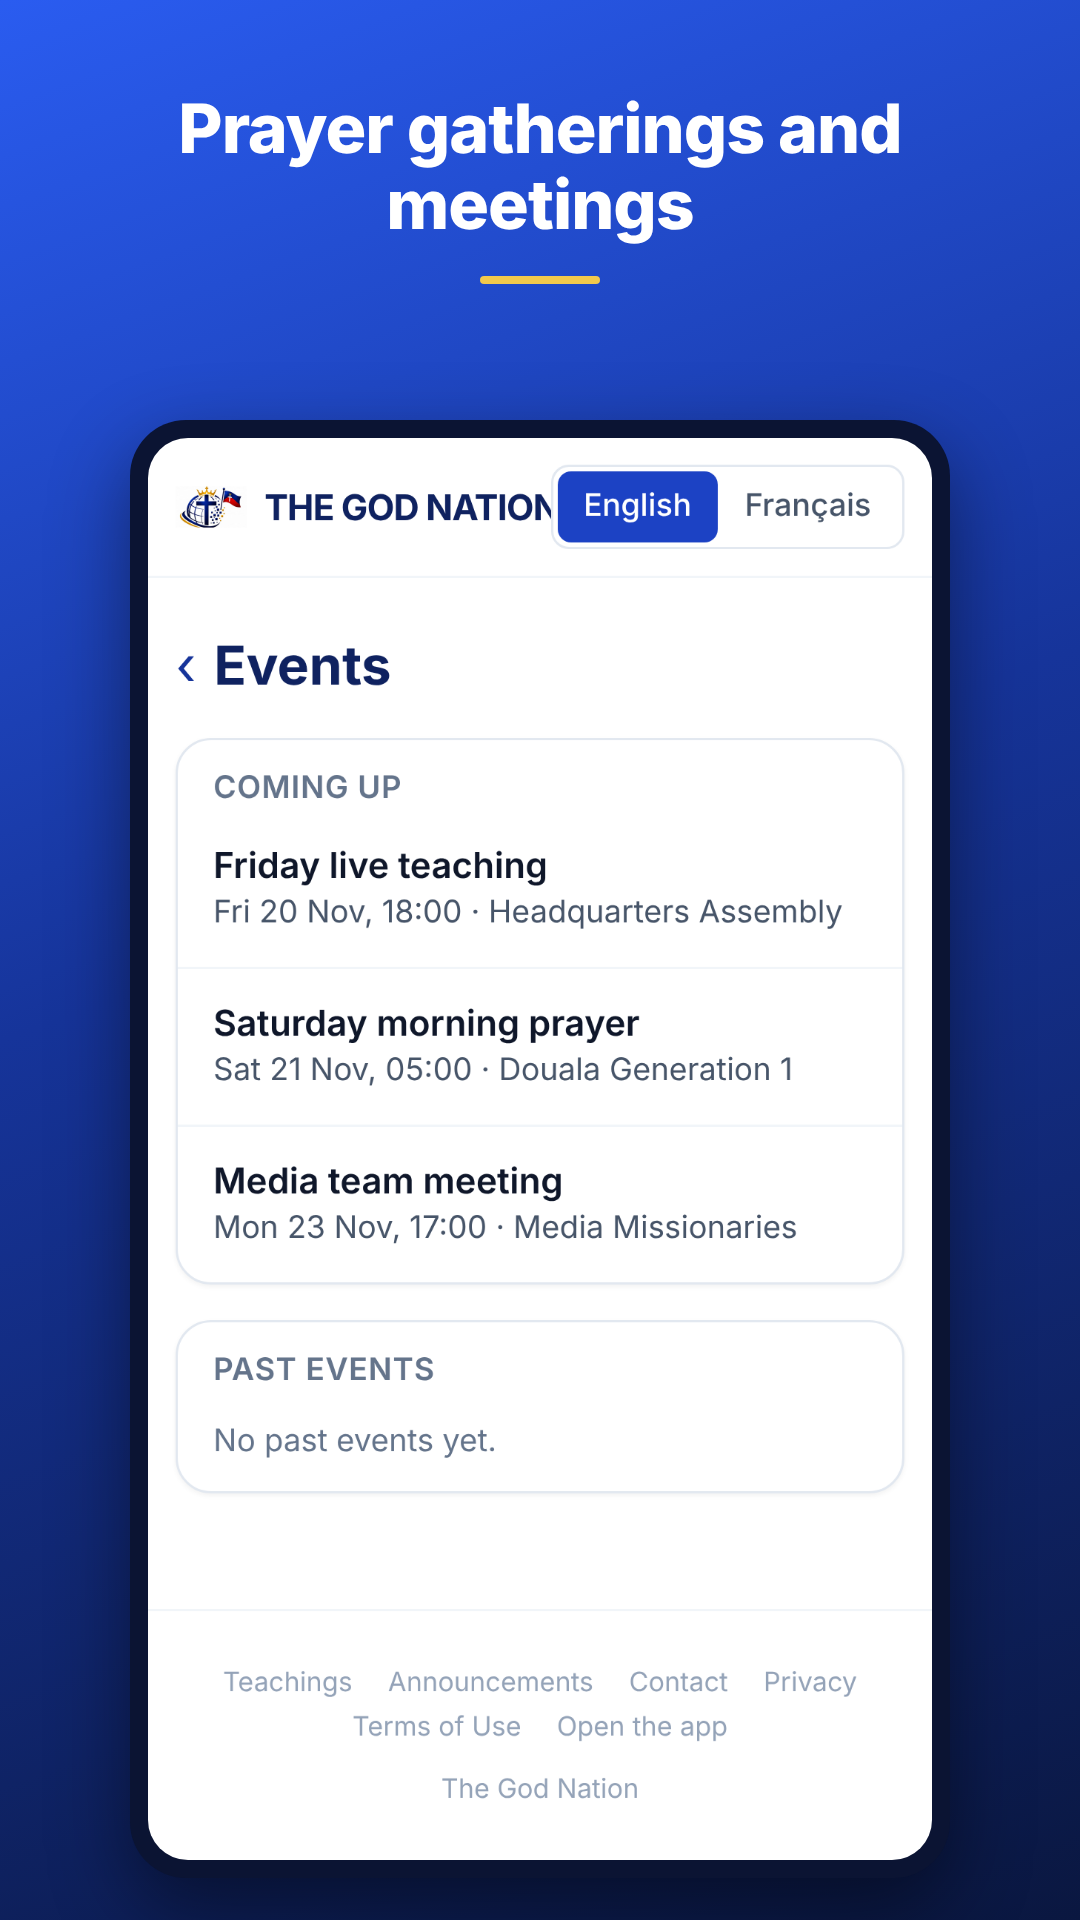 Prayer gatherings and
meetings
THE GOD NATION
English
Français
‹ Events
COMING UP
Friday live teaching
Fri 20 Nov, 18:00 · Headquarters Assembly
Saturday morning prayer
Sat 21 Nov, 05:00 · Douala Generation 1
Media team meeting
Mon 23 Nov, 17:00 · Media Missionaries
PAST EVENTS
No past events yet.
Teachings Announcements Contact Privacy
Terms of Use Open the app
The God Nation